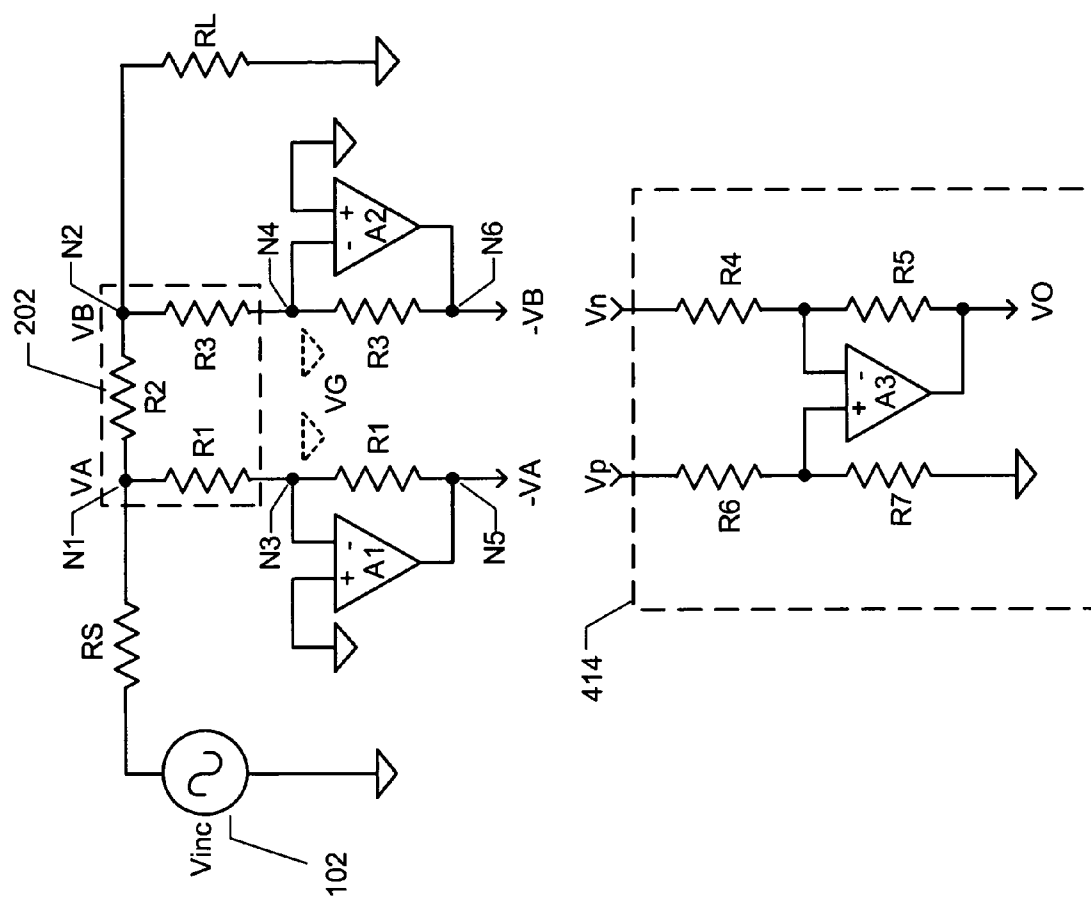 202
N1
VA
VB
N2
RS
R2
Vinc
R1
R3
RL
102
N3
N4
+
-
A1
VG
-
+
A2
R1
R3
N5
N6
-VA
-VB
414
Vp
Vn
R6
R4
+
-
A3
R7
R5
VO